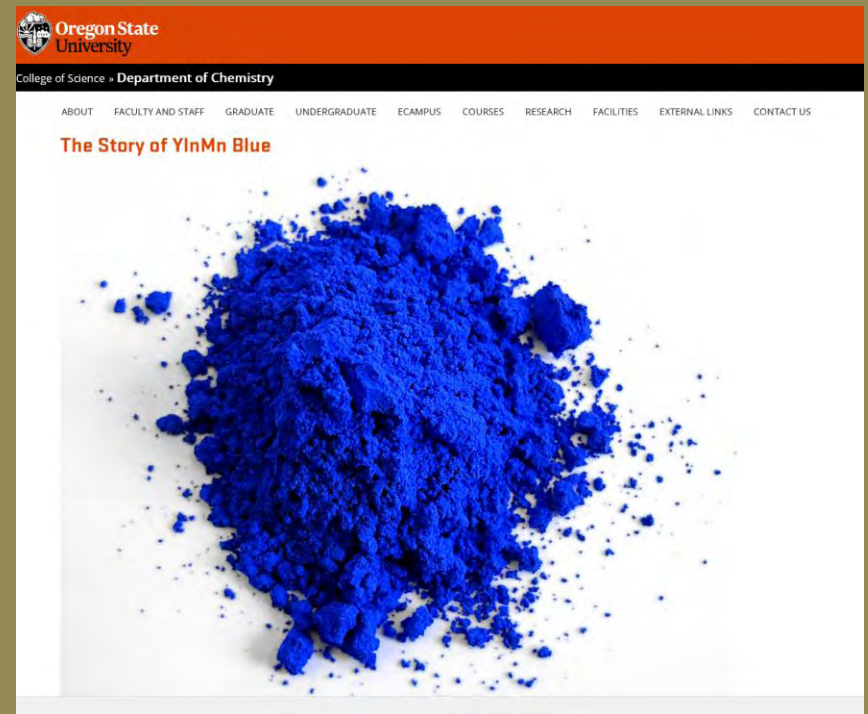 Oregon State
University
College of Science » Department of Chemistry
ABOUT FACULTY AND STAFF GRADUATE UNDERGRADUATE ECAMPUS COURSES RESEARCH FACILITIES EXTERNAL LINKS CONTACT US
The Story of YInMn Blue